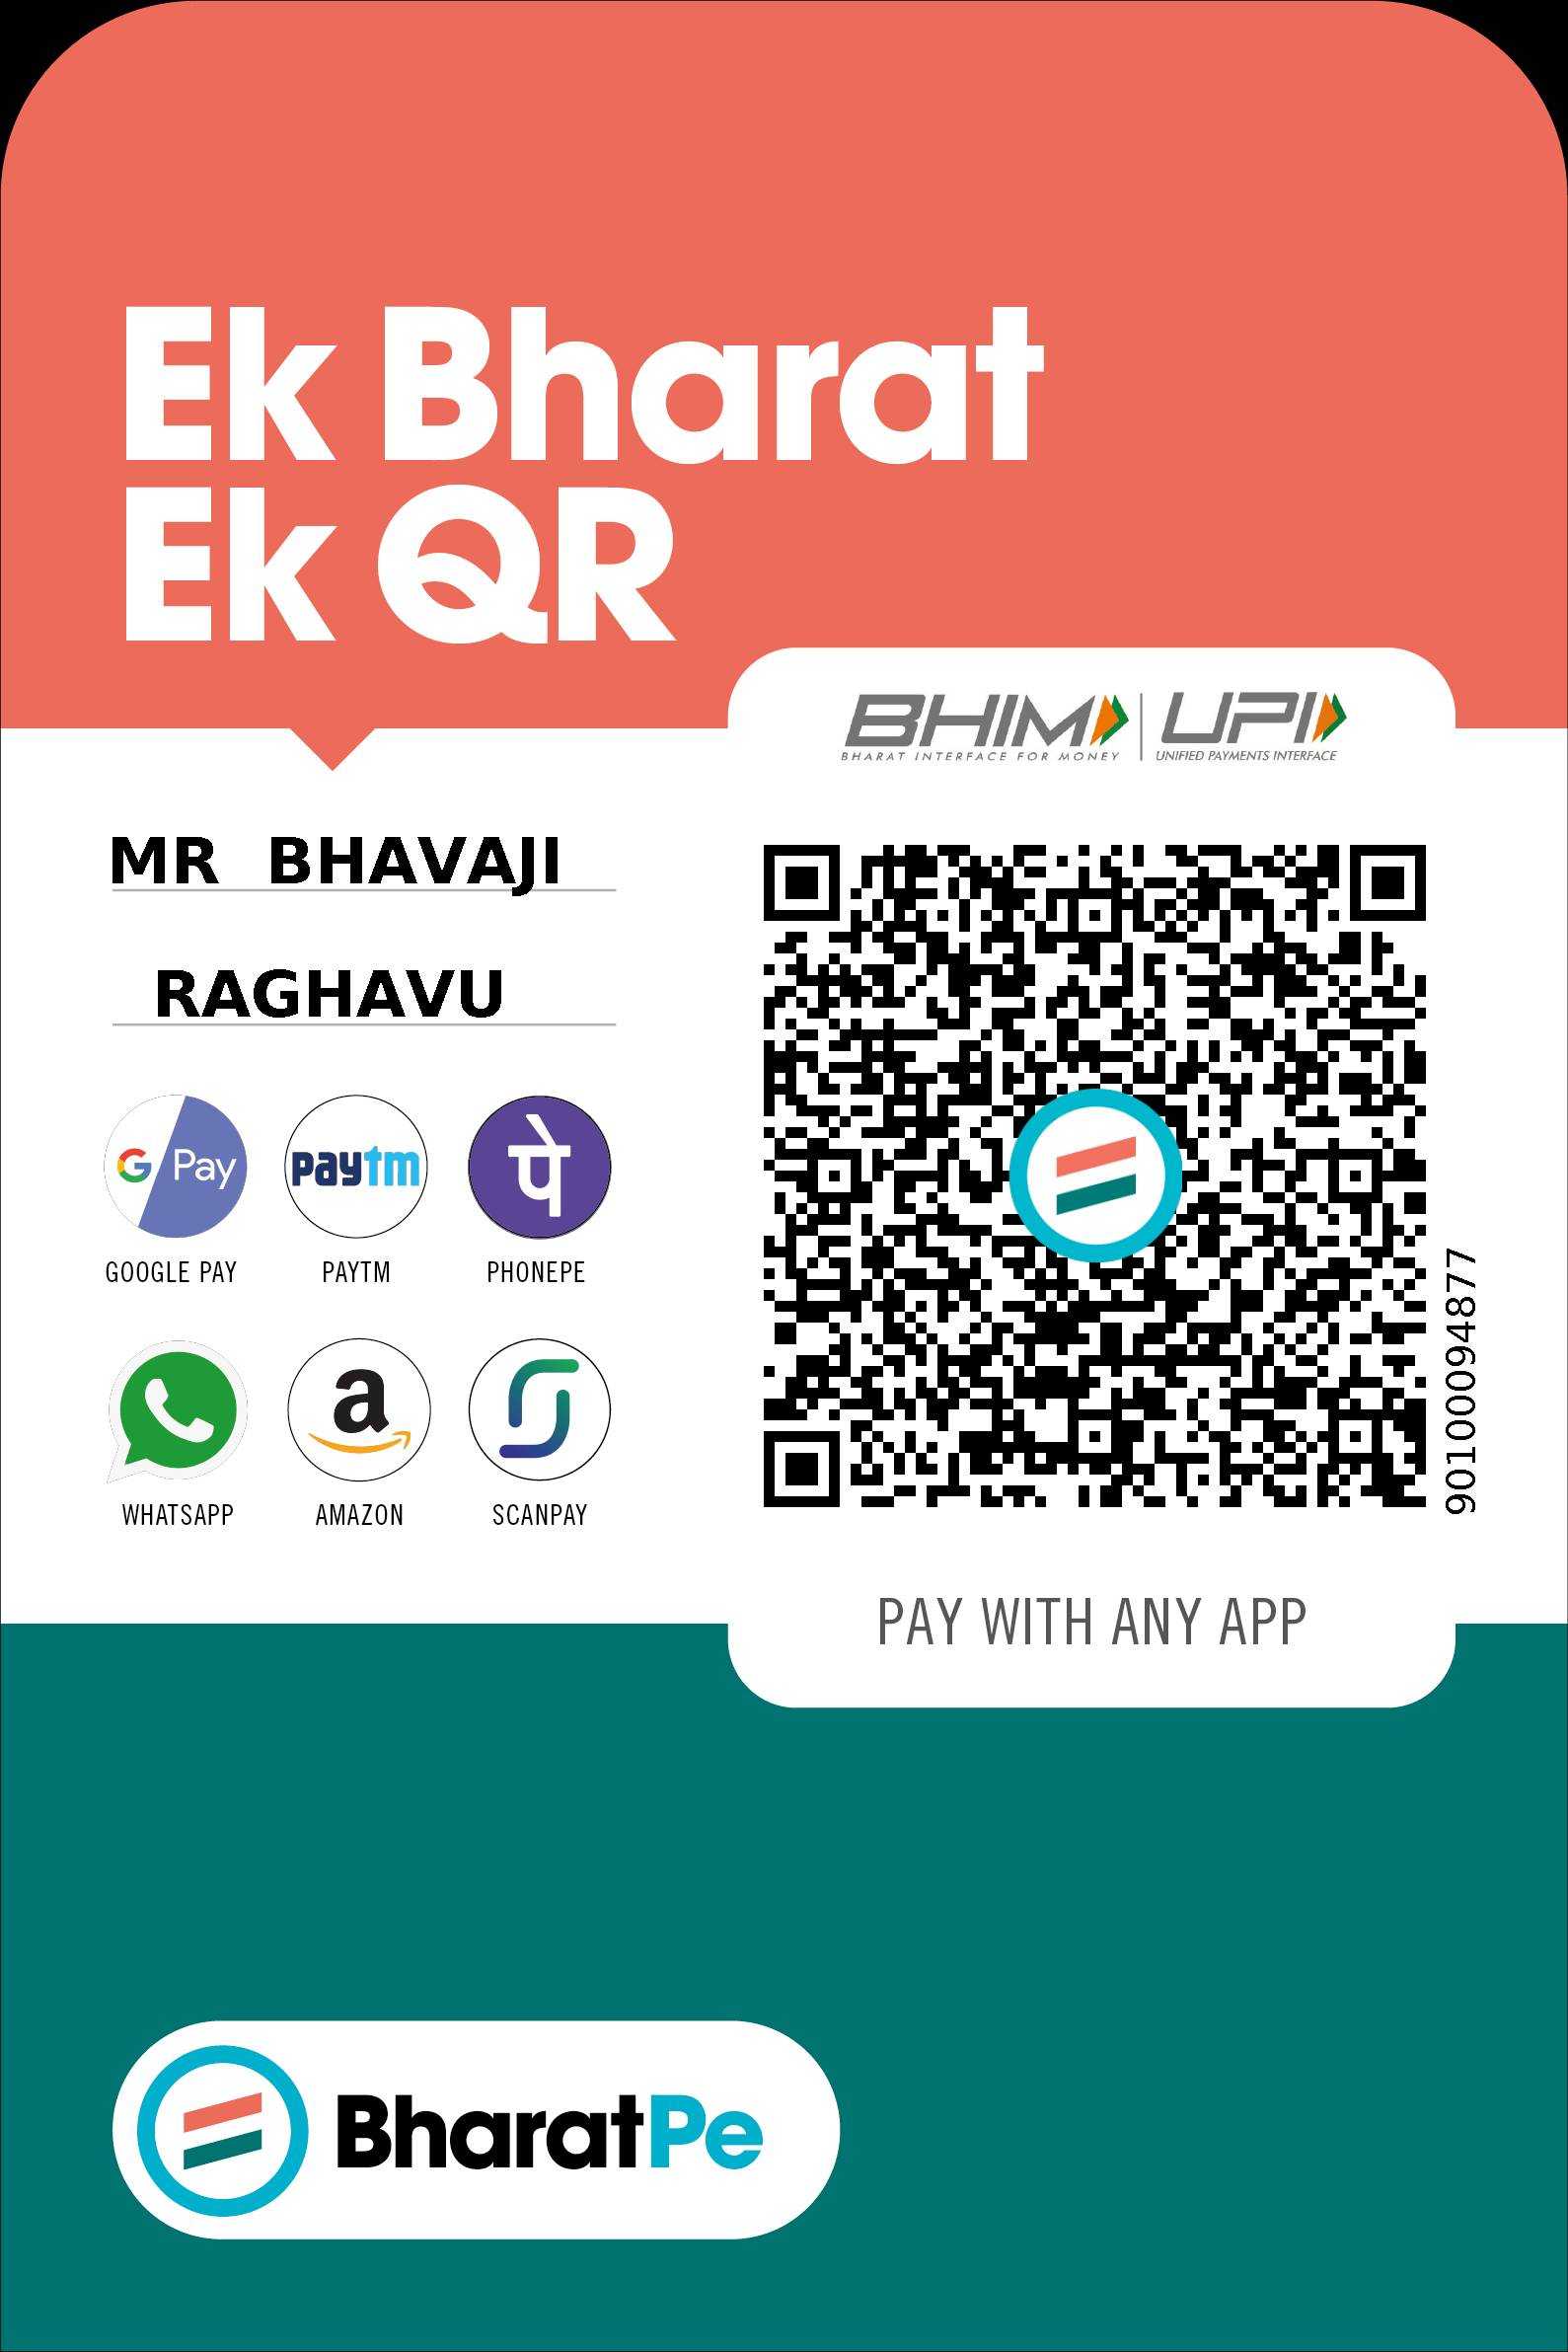 Ek Bharat
Ek QR
BHIM UPI
BHARAT INTERFACE FOR MONEY UNIFIED PAYMENTS INTERFACE
MR BHAVAJI
RAGHAVU
G Pay paytm पे
GOOGLE PAY PAYTM PHONEPE
a
WHATSAPP AMAZON SCANPAY
90100094877
PAY WITH ANY APP
BharatPe